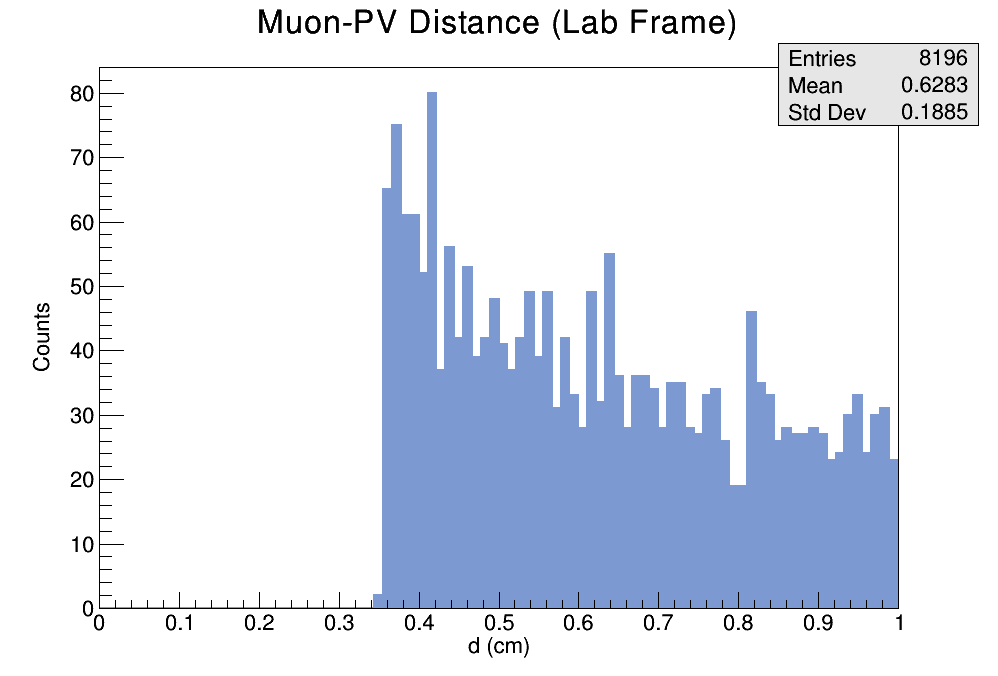 Muon-PV Distance (Lab Frame)
Entries 8196
Mean 0.6283
Std Dev 0.1885
80
70
60
50
40
30
20
10
0
Counts
0 0.1 0.2 0.3 0.4 0.5 0.6 0.7 0.8 0.9 1
d (cm)